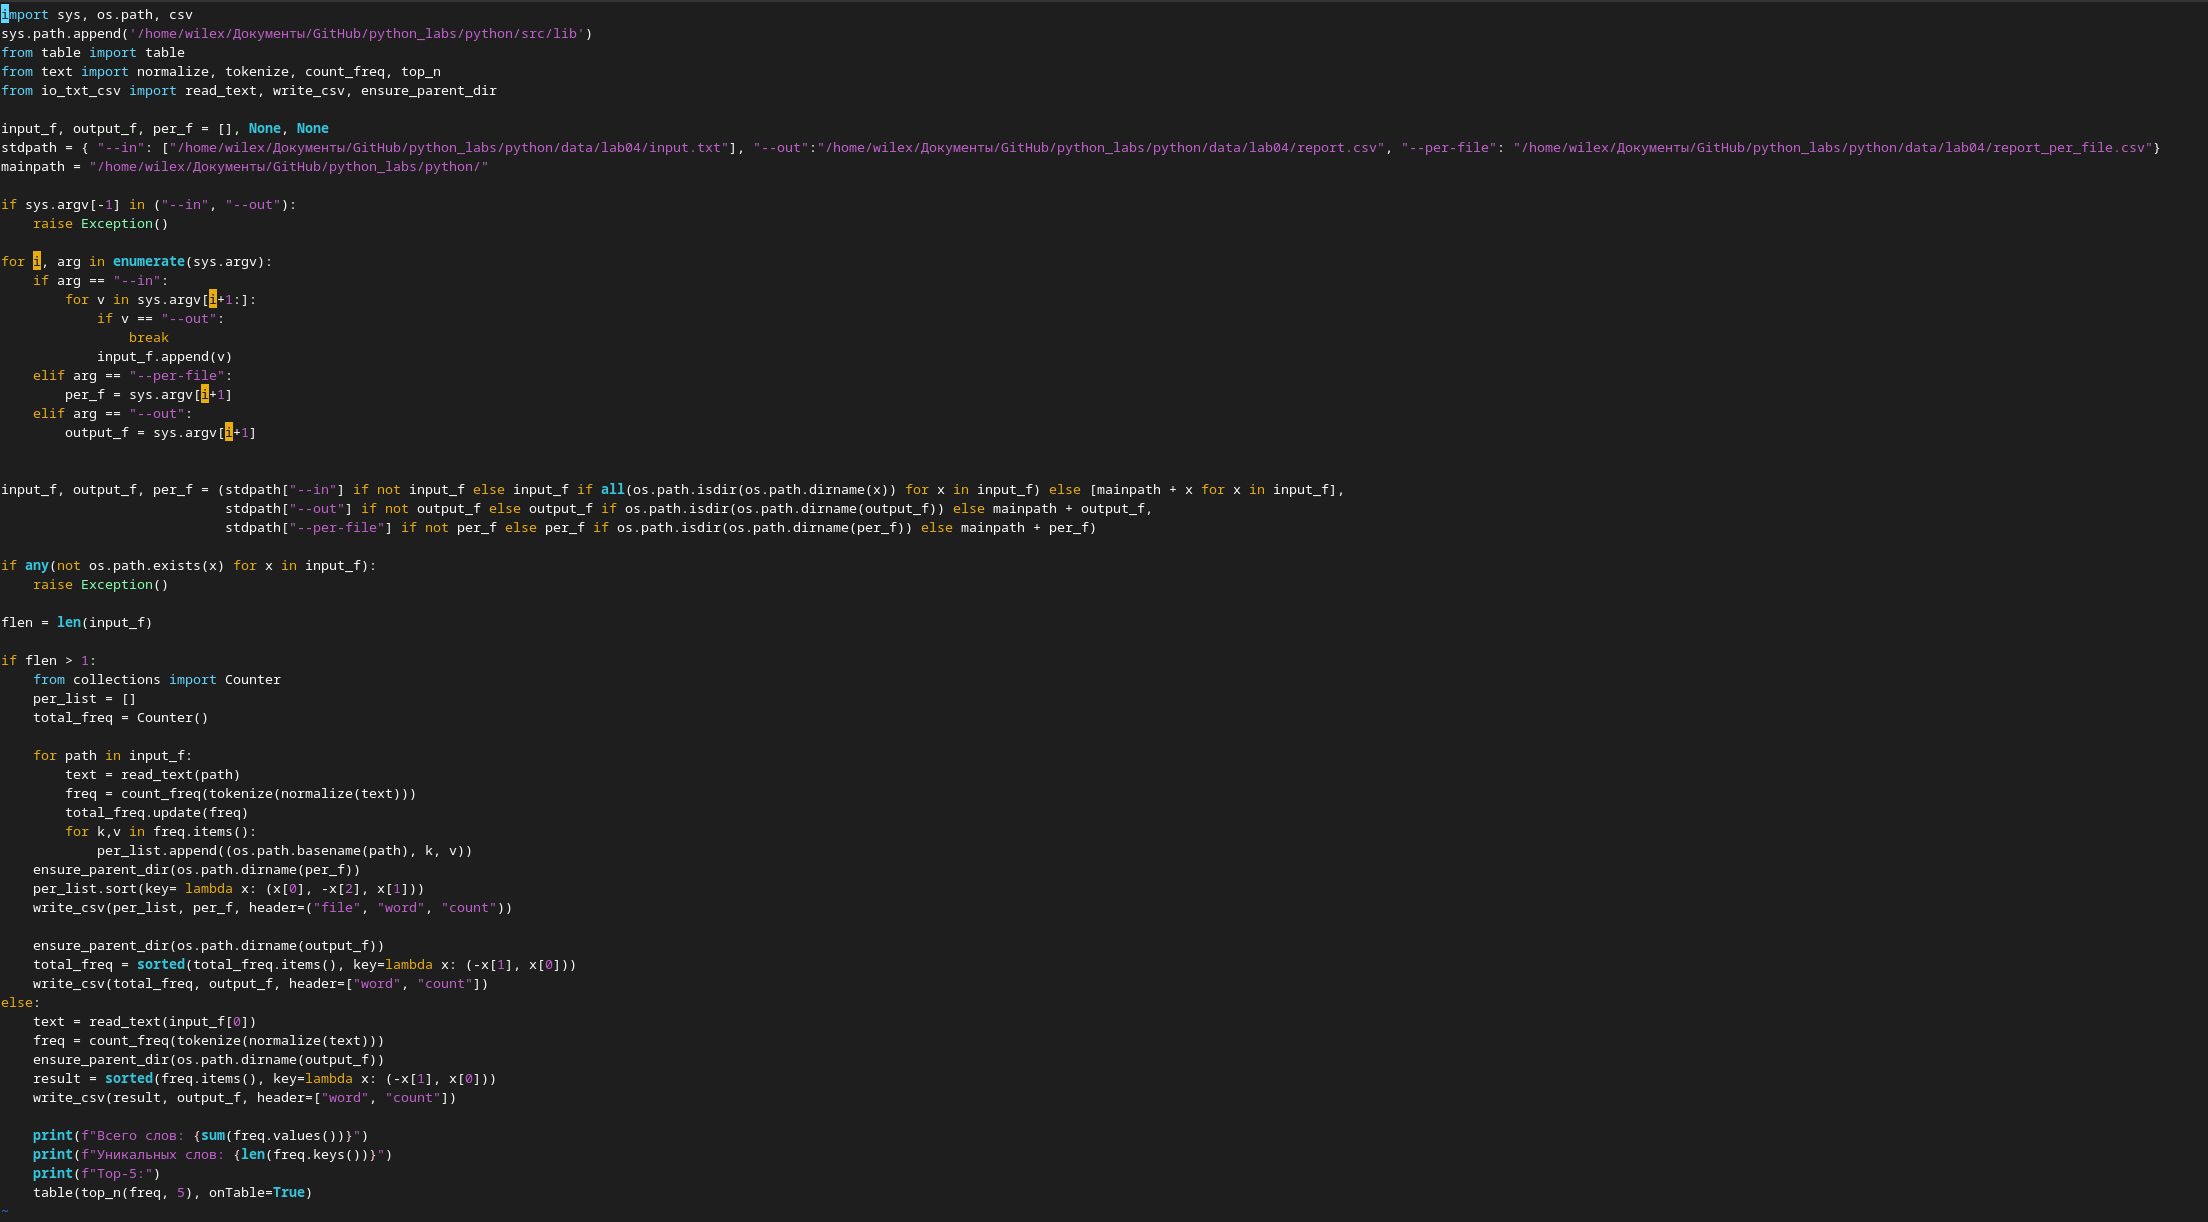 import sys, os.path, csv
sys.path.append('/home/wilex/Документы/GitHub/python_labs/python/src/lib')
from table import table
from text import normalize, tokenize, count_freq, top_n
from io_txt_csv import read_text, write_csv, ensure_parent_dir

input_f, output_f, per_f = [], None, None
stdpath = { "--in": ["/home/wilex/Документы/GitHub/python_labs/python/data/lab04/input.txt"], "--out":"/home/wilex/Документы/GitHub/python_labs/python/data/lab04/report.csv", "--per-file": "/home/wilex/Документы/GitHub/python_labs/python/data/lab04/report_per_file.csv"}
mainpath = "/home/wilex/Документы/GitHub/python_labs/python/"

if sys.argv[-1] in ("--in", "--out"):
    raise Exception()

for i, arg in enumerate(sys.argv):
    if arg == "--in":
        for v in sys.argv[i+1:]:
            if v == "--out":
                break
            input_f.append(v)
    elif arg == "--per-file":
        per_f = sys.argv[i+1]
    elif arg == "--out":
        output_f = sys.argv[i+1]


input_f, output_f, per_f = (stdpath["--in"] if not input_f else input_f if all(os.path.isdir(os.path.dirname(x)) for x in input_f) else [mainpath + x for x in input_f],
                            stdpath["--out"] if not output_f else output_f if os.path.isdir(os.path.dirname(output_f)) else mainpath + output_f,
                            stdpath["--per-file"] if not per_f else per_f if os.path.isdir(os.path.dirname(per_f)) else mainpath + per_f)

if any(not os.path.exists(x) for x in input_f):
    raise Exception()

flen = len(input_f)

if flen > 1:
    from collections import Counter
    per_list = []
    total_freq = Counter()

    for path in input_f:
        text = read_text(path)
        freq = count_freq(tokenize(normalize(text)))
        total_freq.update(freq)
        for k,v in freq.items():
            per_list.append((os.path.basename(path), k, v))
    ensure_parent_dir(os.path.dirname(per_f))
    per_list.sort(key= lambda x: (x[0], -x[2], x[1]))
    write_csv(per_list, per_f, header=("file", "word", "count"))

    ensure_parent_dir(os.path.dirname(output_f))
    total_freq = sorted(total_freq.items(), key=lambda x: (-x[1], x[0]))
    write_csv(total_freq, output_f, header=["word", "count"])
else:
    text = read_text(input_f[0])
    freq = count_freq(tokenize(normalize(text)))
    ensure_parent_dir(os.path.dirname(output_f))
    result = sorted(freq.items(), key=lambda x: (-x[1], x[0]))
    write_csv(result, output_f, header=["word", "count"])

    print(f"Всего слов: {sum(freq.values())}")
    print(f"Уникальных слов: {len(freq.keys())}")
    print(f"Top-5:")
    table(top_n(freq, 5), onTable=True)
~